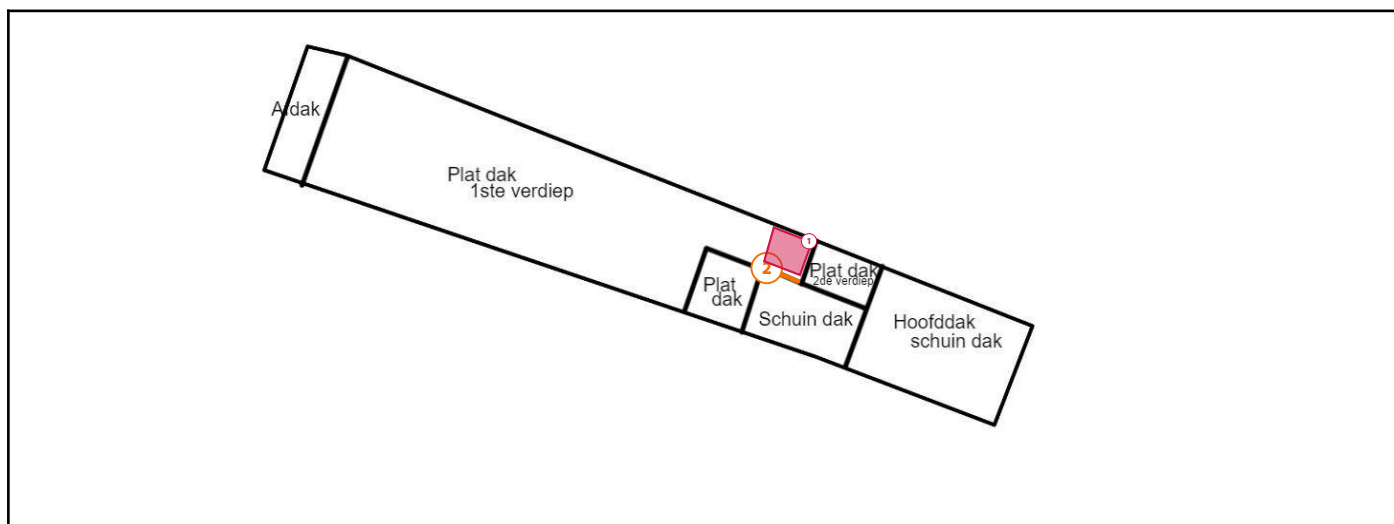 Afdak
Plat dak
1ste verdiep
1
2
Plat dak
2de verdiep
Plat
dak
Schuin dak
Hoofddak
schuin dak